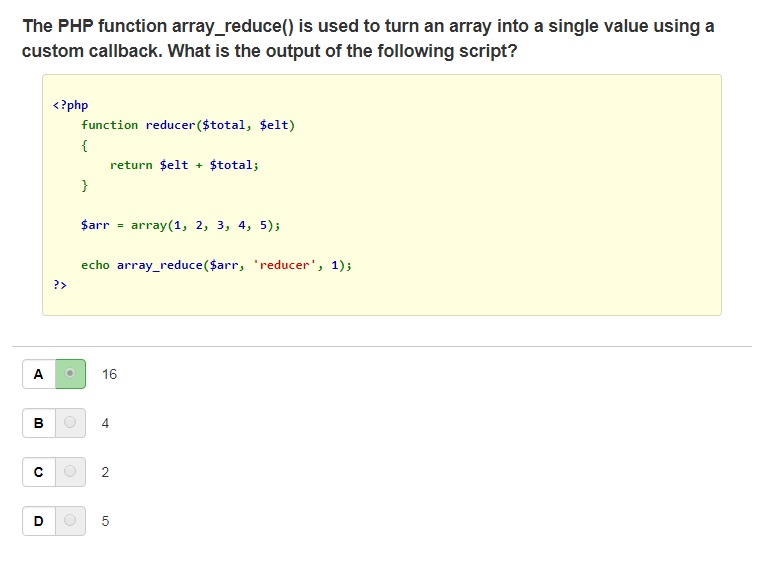 The PHP function array_reduce() is used to turn an array into a single value using a
custom callback. What is the output of the following script?
<?php
function reducer($total, $elt)
{
return $elt + $total;
}
$arr = array(1, 2, 3, 4, 5);
echo array_reduce($arr, 'reducer', 1);
?>
A 16
B 4
C 2
D 5